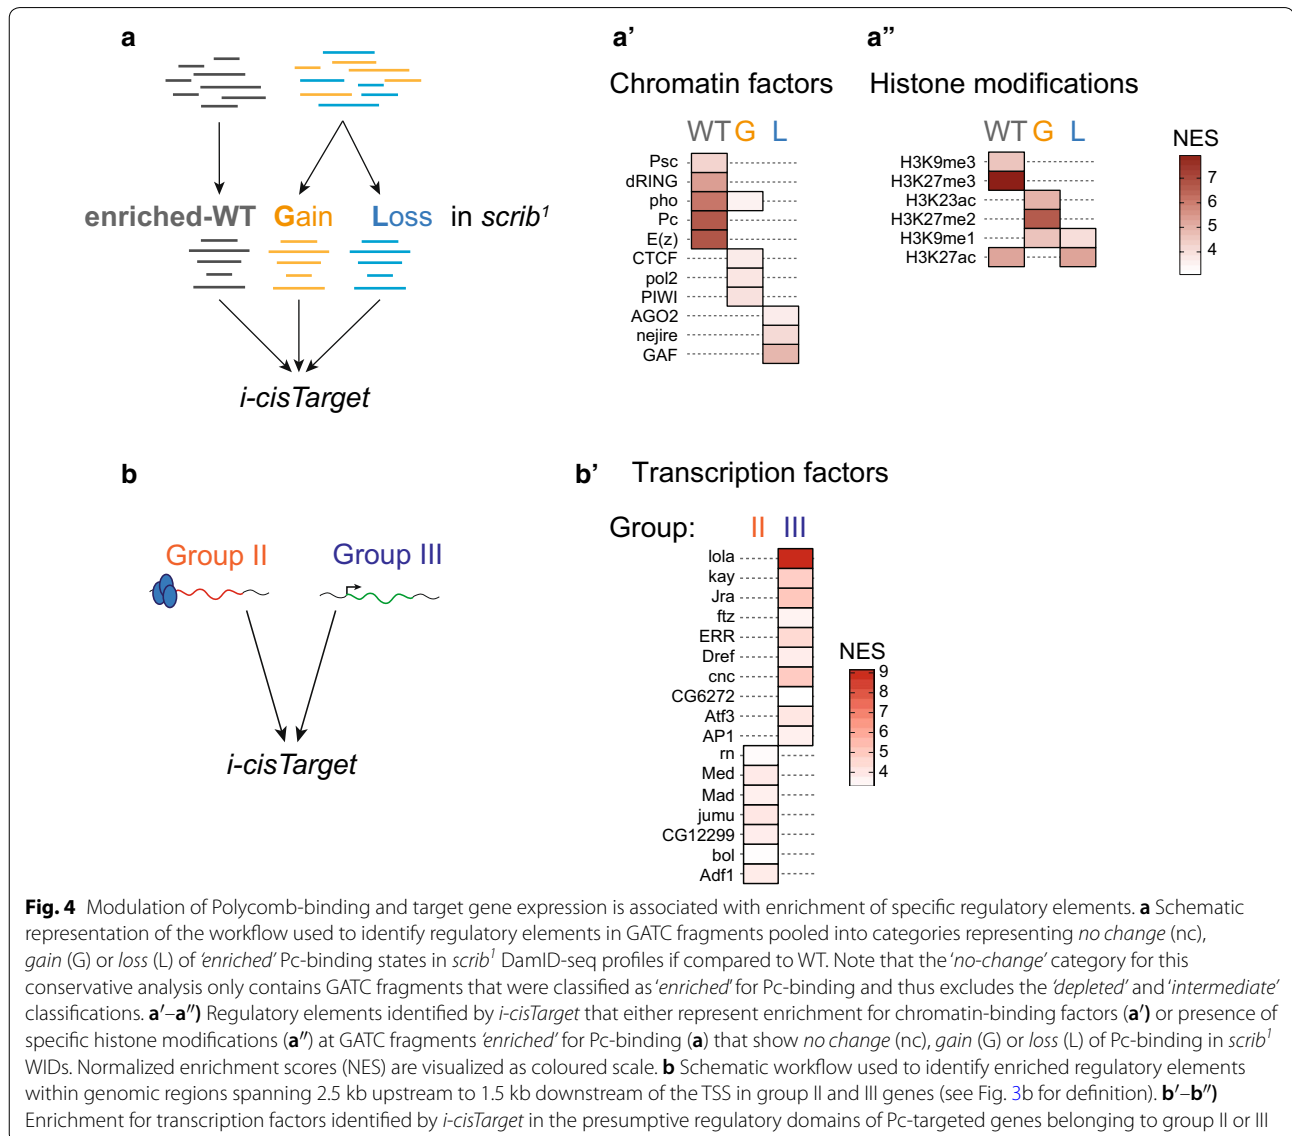 a
enriched-WT Gain Loss in scrib¹
i-cisTarget
a′
Chromatin factors
WT G L
Psc
dRING
pho
Pc
E(z)
CTCF
pol2
PIWI
AGO2
nejire
GAF
a″
Histone modifications
WT G L
H3K9me3
H3K27me3
H3K23ac
H3K27me2
H3K9me1
H3K27ac
NES
7
6
5
4
b
Group II Group III
i-cisTarget
b′ Transcription factors
Group: II III
lola
kay
Jra
ftz
ERR
Dref
cnc
CG6272
Atf3
AP1
rn
Med
Mad
jumu
CG12299
bol
Adf1
NES
9
8
7
6
5
4
Fig. 4 Modulation of Polycomb-binding and target gene expression is associated with enrichment of specific regulatory elements. a Schematic
representation of the workflow used to identify regulatory elements in GATC fragments pooled into categories representing no change (nc),
gain (G) or loss (L) of 'enriched' Pc-binding states in scrib¹ DamID-seq profiles if compared to WT. Note that the 'no-change' category for this
conservative analysis only contains GATC fragments that were classified as 'enriched' for Pc-binding and thus excludes the 'depleted' and 'intermediate'
classifications. a′–a″) Regulatory elements identified by i-cisTarget that either represent enrichment for chromatin-binding factors (a′) or presence of
specific histone modifications (a″) at GATC fragments 'enriched' for Pc-binding (a) that show no change (nc), gain (G) or loss (L) of Pc-binding in scrib¹
WIDs. Normalized enrichment scores (NES) are visualized as coloured scale. b Schematic workflow used to identify enriched regulatory elements
within genomic regions spanning 2.5 kb upstream to 1.5 kb downstream of the TSS in group II and III genes (see Fig. 3b for definition). b′–b″)
Enrichment for transcription factors identified by i-cisTarget in the presumptive regulatory domains of Pc-targeted genes belonging to group II or III